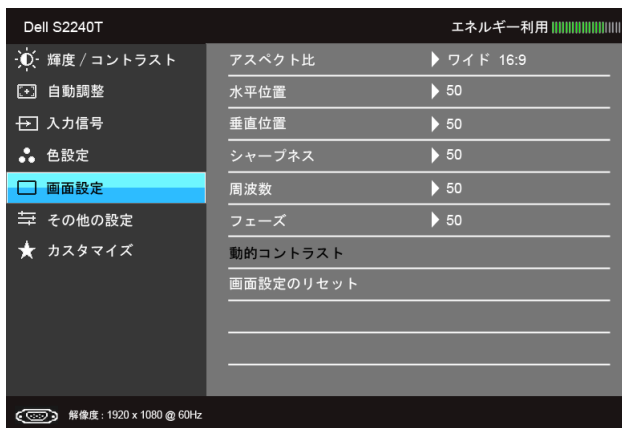 Dell S2240T
エネルギー利用
輝度 / コントラスト
アスペクト比
ワイド 16:9
自動調整
水平位置
50
入力信号
垂直位置
50
色設定
シャープネス
50
画面設定
周波数
50
その他の設定
フェーズ
50
カスタマイズ
動的コントラスト
画面設定のリセット
解像度 : 1920 x 1080 @ 60Hz